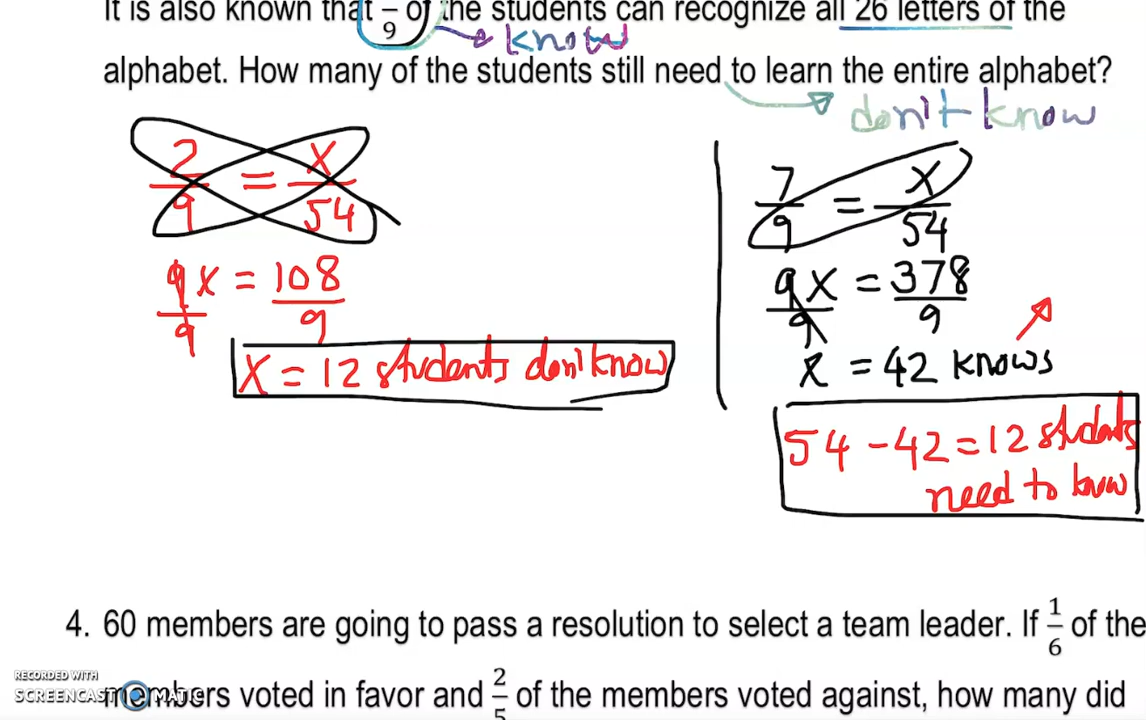 It is also known that /9 of the students can recognize all 26 letters of the
know
alphabet. How many of the students still need to learn the entire alphabet?
don't know
2/9 = x/54
9x/9 = 108/9
x = 12 students don't know
7/9 = x/54
9x/9 = 378/9
x = 42 knows
54 - 42 = 12 students
need to know
4. 60 members are going to pass a resolution to select a team leader. If 1/6 of the
members voted in favor and 2/5 of the members voted against, how many did
RECORDED WITH
SCREENCAST MATIC